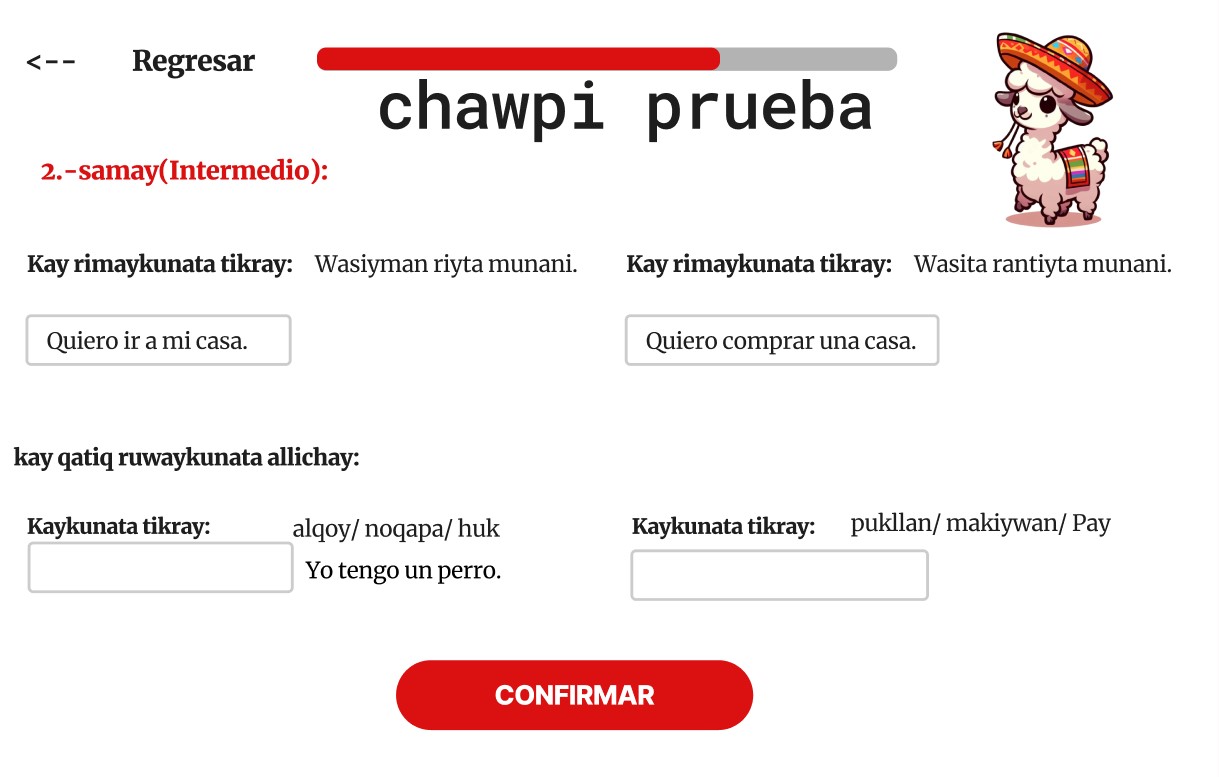 <-- Regresar
chawpi prueba
2.-samay(Intermedio):
Kay rimaykunata tikray: Wasiyman riyta munani.
Quiero ir a mi casa.
Kay rimaykunata tikray: Wasita rantiyta munani.
Quiero comprar una casa.
kay qatiq ruwaykunata allichay:
Kaykunata tikray: alqoy/ noqapa/ huk
Yo tengo un perro.
Kaykunata tikray: pukllan/ makiywan/ Pay
CONFIRMAR